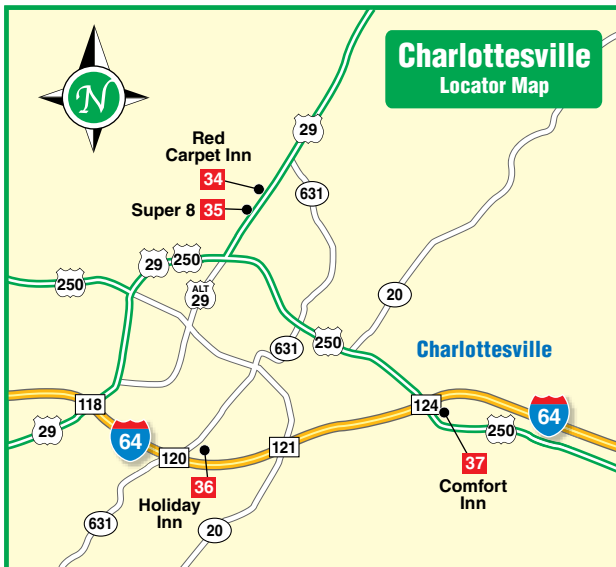 Charlottesville
Locator Map
N
29
Red
Carpet Inn
34
631
Super 8
35
29
250
250
ALT
29
20
250
631
Charlottesville
118
124
64
29
64
250
121
120
37
36
Comfort
Inn
Holiday
Inn
631
20